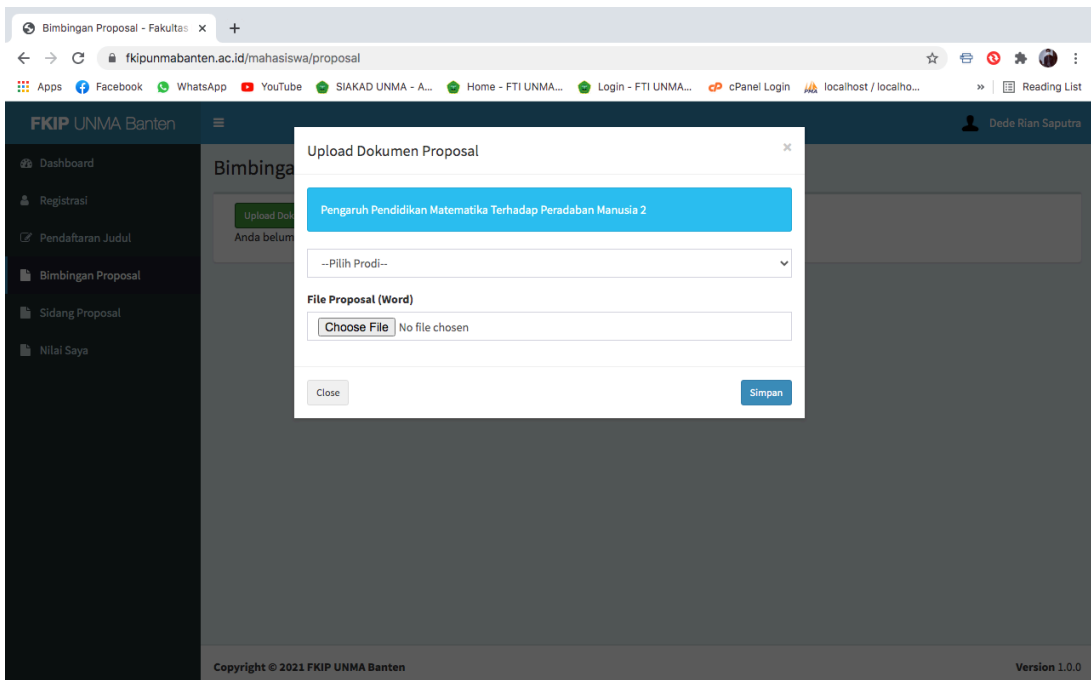 Bimbingan Proposal - Fakultas
fkipunmabanten.ac.id/mahasiswa/proposal
Apps Facebook WhatsApp YouTube SIAKAD UNMA - A... Home - FTI UNMA... Login - FTI UNMA... cPanel Login localhost / localho... » Reading List
FKIP UNMA Banten
Dede Rian Saputra
Dashboard
Registrasi
Pendaftaran Judul
Bimbingan Proposal
Sidang Proposal
Nilai Saya
Bimbinga
Upload Dok
Anda belum
Upload Dokumen Proposal ×
Pengaruh Pendidikan Matematika Terhadap Peradaban Manusia 2
--Pilih Prodi--
File Proposal (Word)
Choose File No file chosen
Close Simpan
Copyright © 2021 FKIP UNMA Banten Version 1.0.0